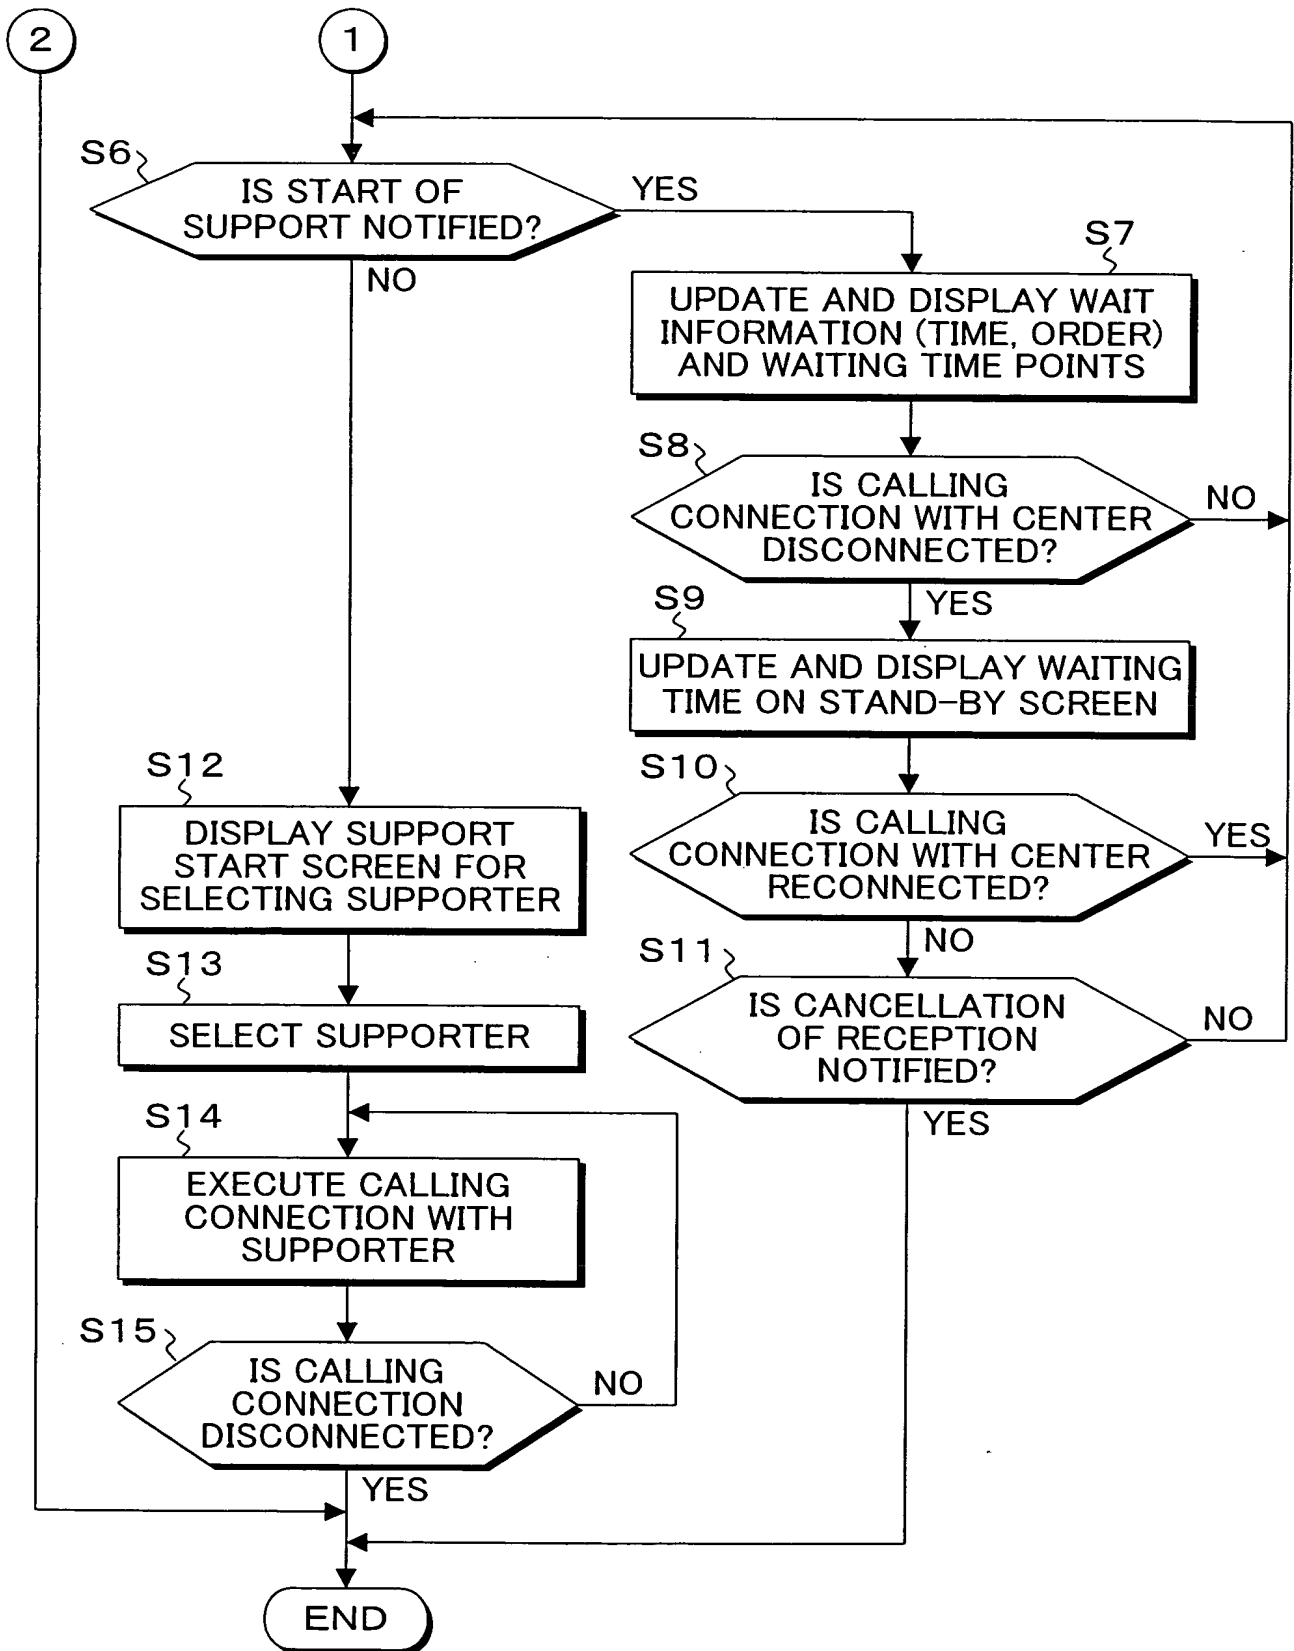 2
1
S6
IS START OF
SUPPORT NOTIFIED?
YES
NO
S7
UPDATE AND DISPLAY WAIT
INFORMATION (TIME, ORDER)
AND WAITING TIME POINTS
S8
IS CALLING
CONNECTION WITH CENTER
DISCONNECTED?
NO
YES
S9
UPDATE AND DISPLAY WAITING
TIME ON STAND-BY SCREEN
S10
IS CALLING
CONNECTION WITH CENTER
RECONNECTED?
YES
NO
S11
IS CANCELLATION
OF RECEPTION
NOTIFIED?
NO
YES
S12
DISPLAY SUPPORT
START SCREEN FOR
SELECTING SUPPORTER
S13
SELECT SUPPORTER
S14
EXECUTE CALLING
CONNECTION WITH
SUPPORTER
S15
IS CALLING
CONNECTION
DISCONNECTED?
NO
YES
END